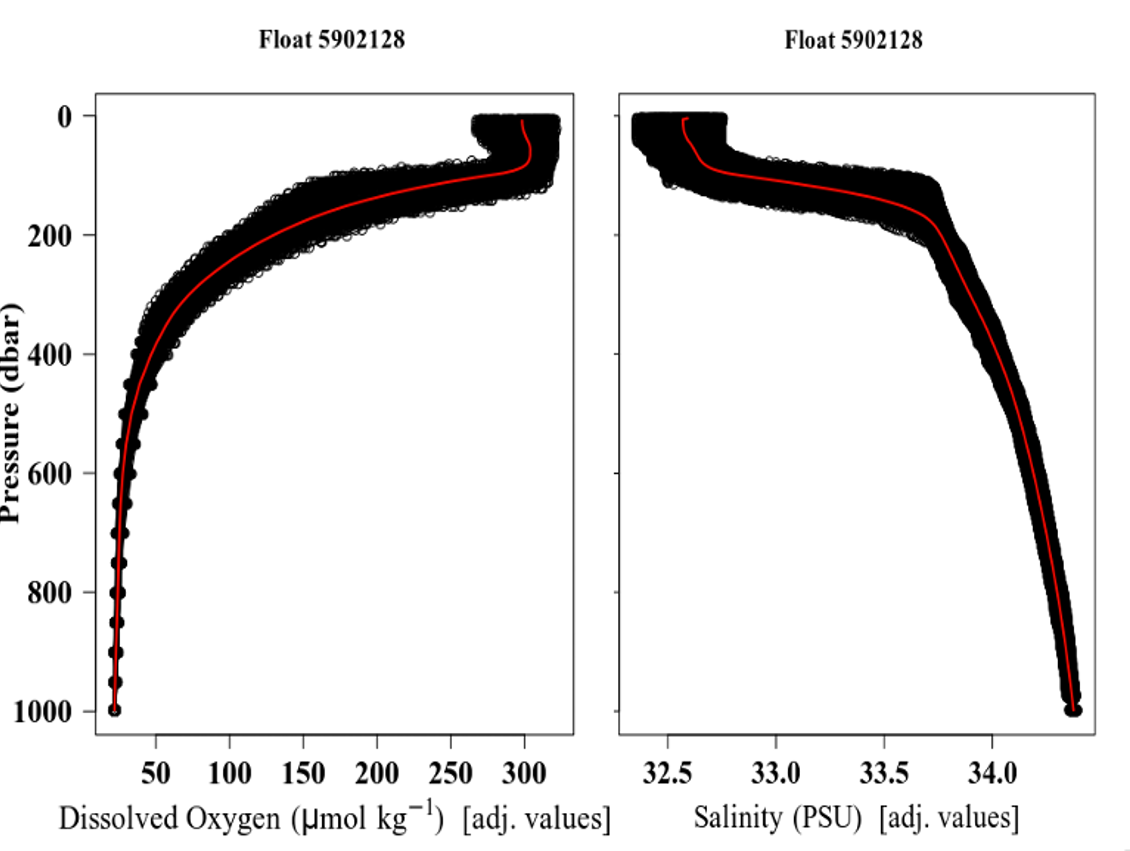 Float 5902128
Float 5902128
Pressure (dbar)
0
200
400
600
800
1000
50 100 150 200 250 300
32.5 33.0 33.5 34.0
Dissolved Oxygen (μmol kg⁻¹) [adj. values]
Salinity (PSU) [adj. values]